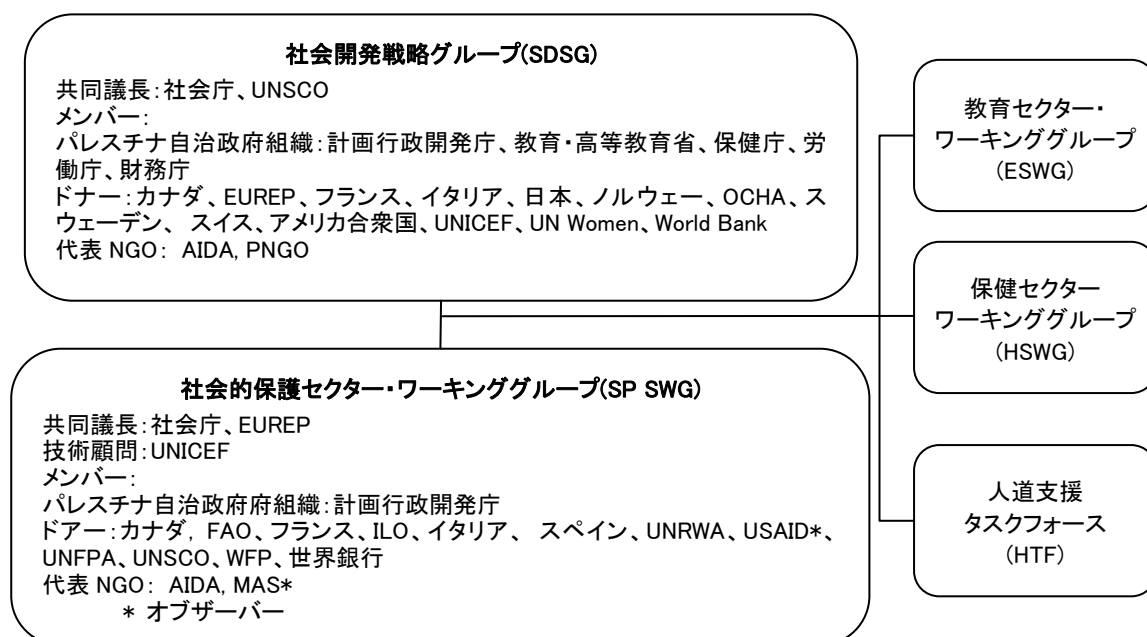 社会開発戦略グループ(SDSG)
共同議長：社会庁、UNSCO
メンバー：
パレスチナ自治政府組織：計画行政開発庁、教育・高等教育省、保健庁、労
働庁、財務庁
ドナー：カナダ、EUREP、フランス、イタリア、日本、ノルウェー、OCHA、ス
ウェーデン、 スイス、アメリカ合衆国、UNICEF、UN Women、World Bank
代表 NGO： AIDA, PNGO
社会的保護セクター・ワーキンググループ(SP SWG)
共同議長：社会庁、EUREP
技術顧問：UNICEF
メンバー：
パレスチナ自治政府府組織：計画行政開発庁
ドアー：カナダ, FAO、フランス、ILO、イタリア、 スペイン、UNRWA、USAID*、
UNFPA、UNSCO、WFP、世界銀行
代表 NGO： AIDA, MAS*
* オブザーバー
教育セクター・
ワーキンググループ
(ESWG)
保健セクター
ワーキンググループ
(HSWG)
人道支援
タスクフォース
(HTF)